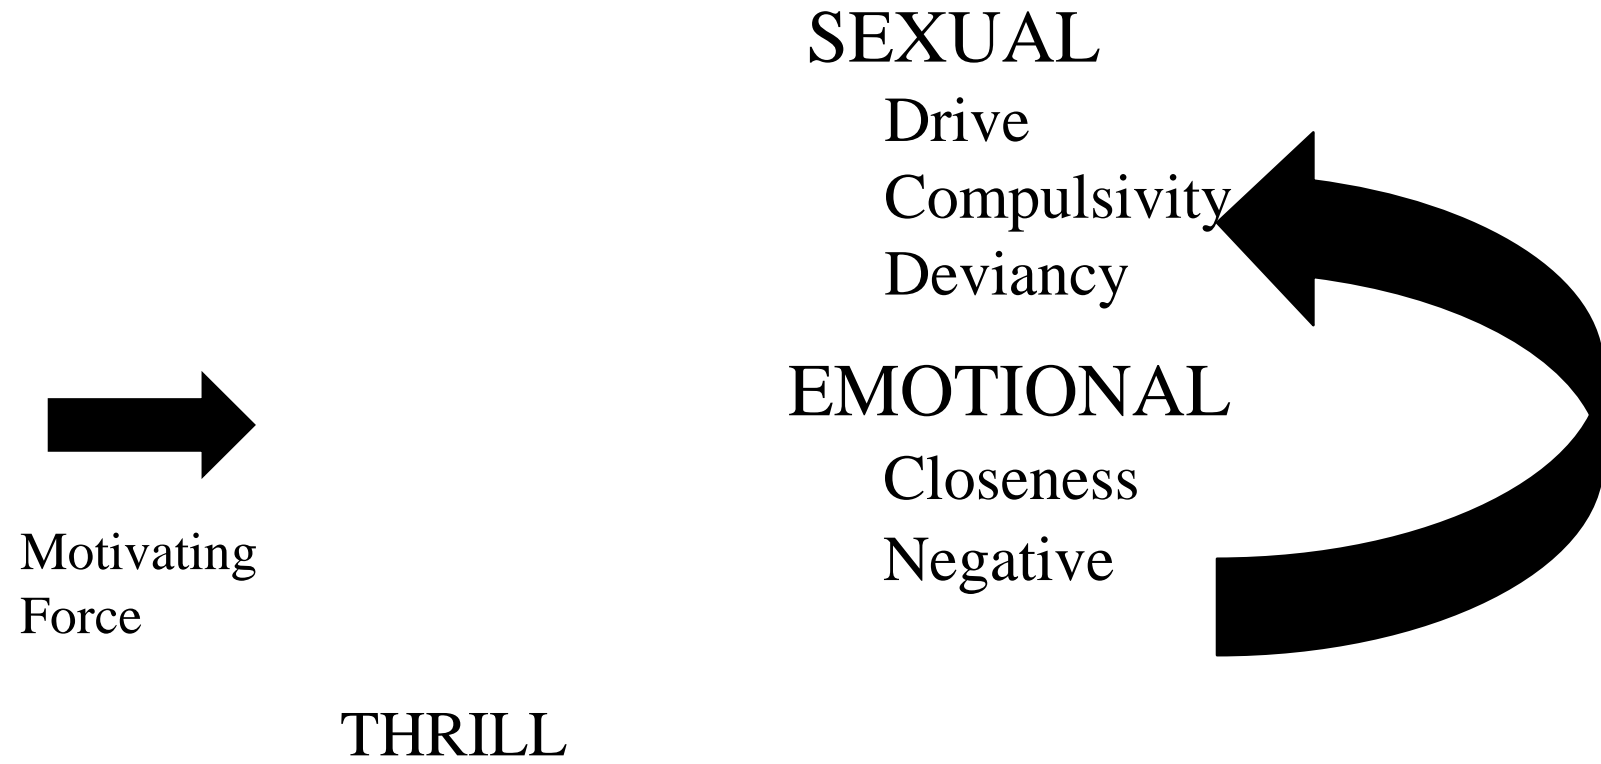 SEXUAL
Drive
Compulsivity
Deviancy
EMOTIONAL
Closeness
Negative
Motivating
Force
THRILL